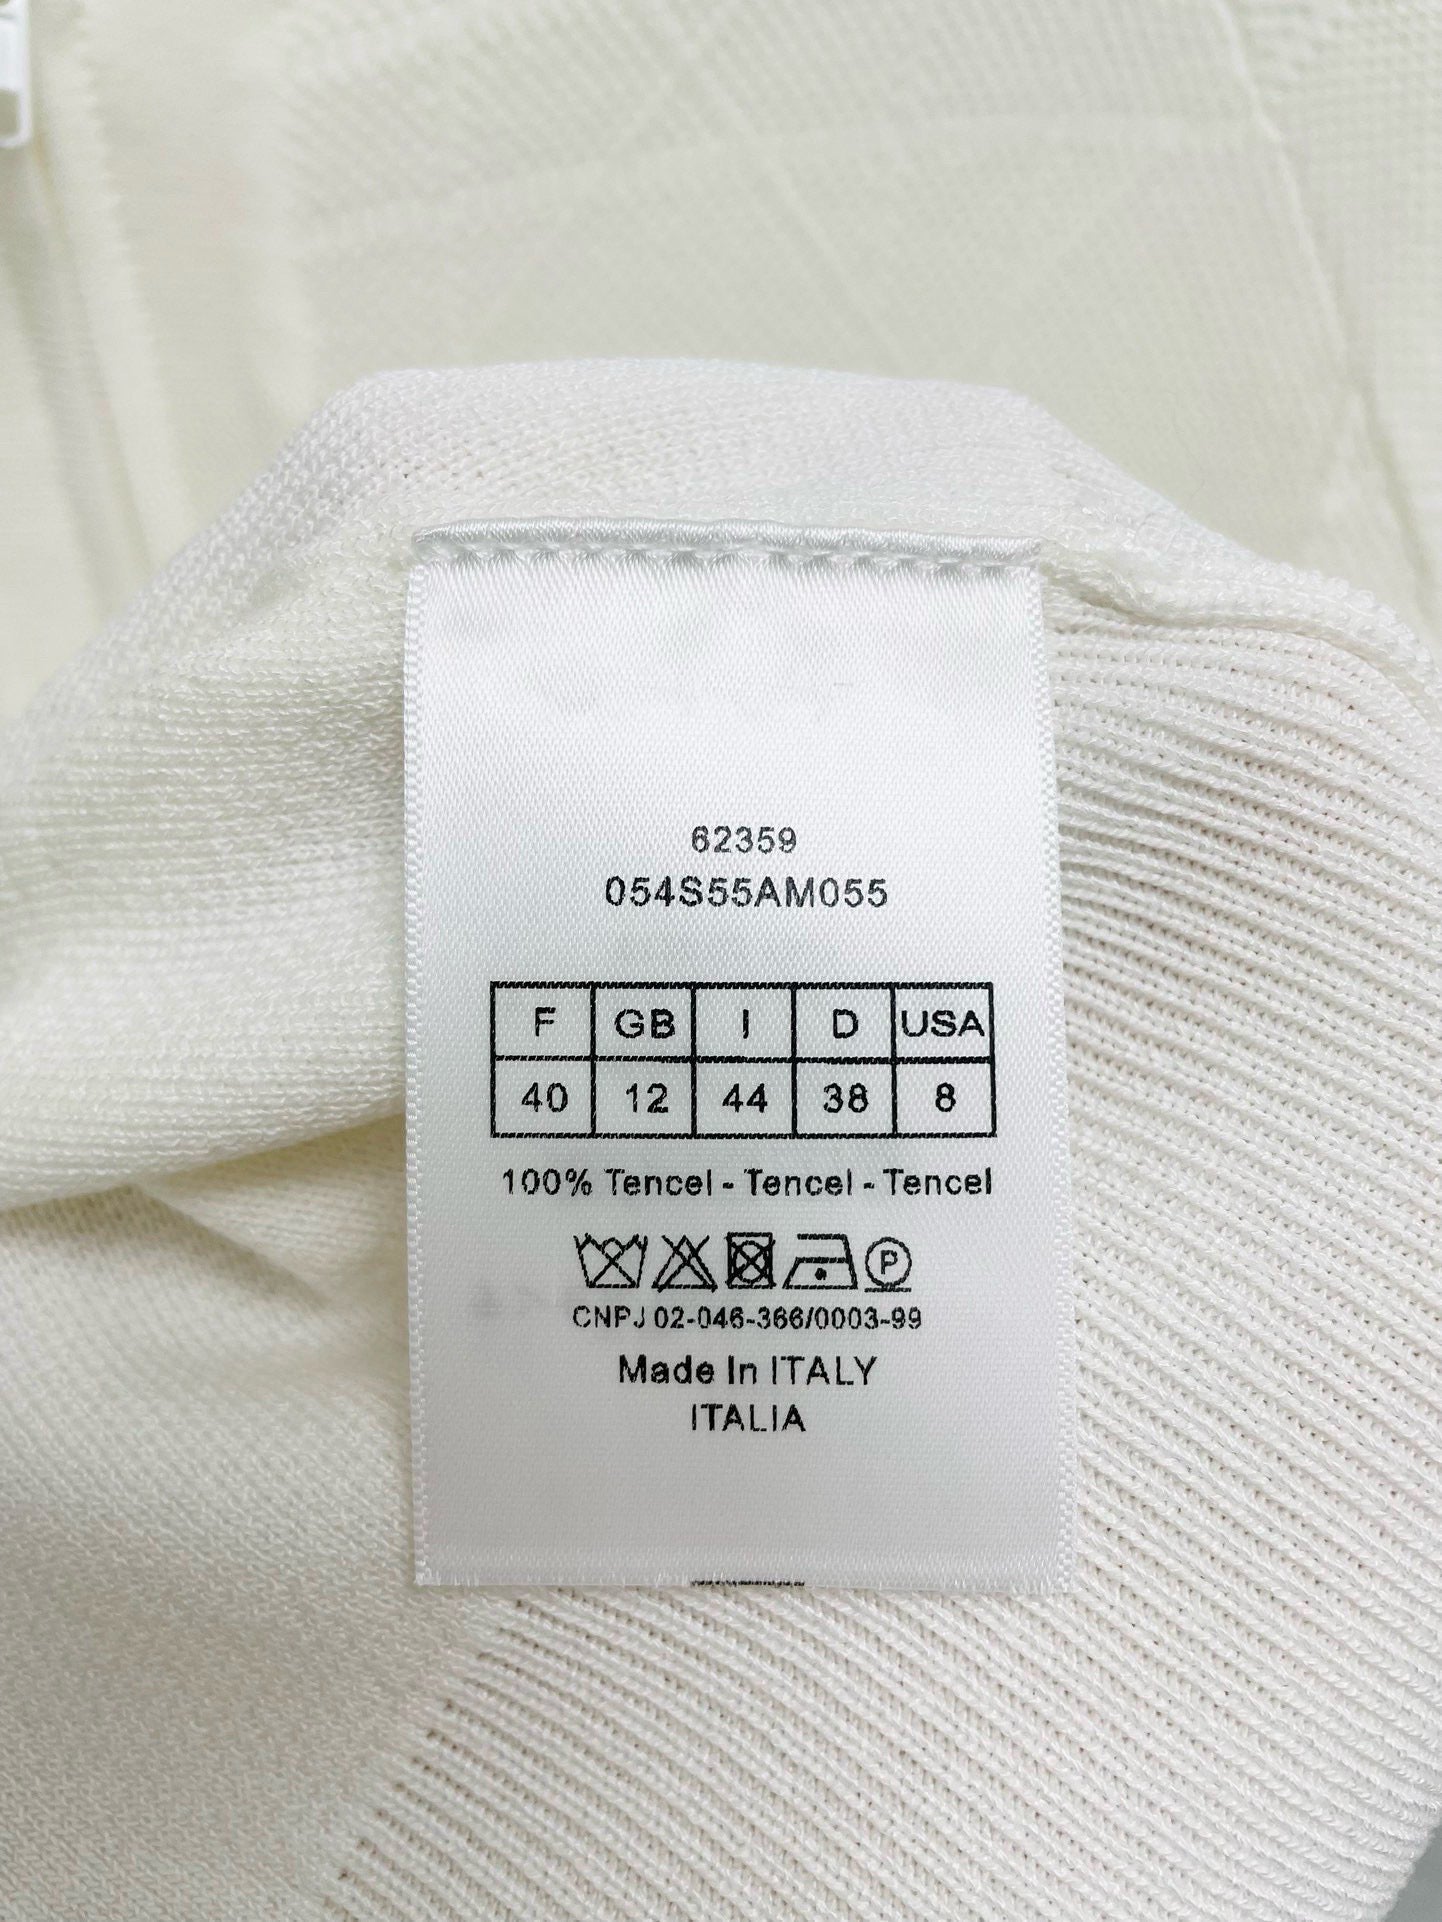 62359
054S55AM055
F GB I D USA
40 12 44 38 8
100% Tencel - Tencel - Tencel
P
CNPJ 02-046-366/0003-99
Made In ITALY
ITALIA